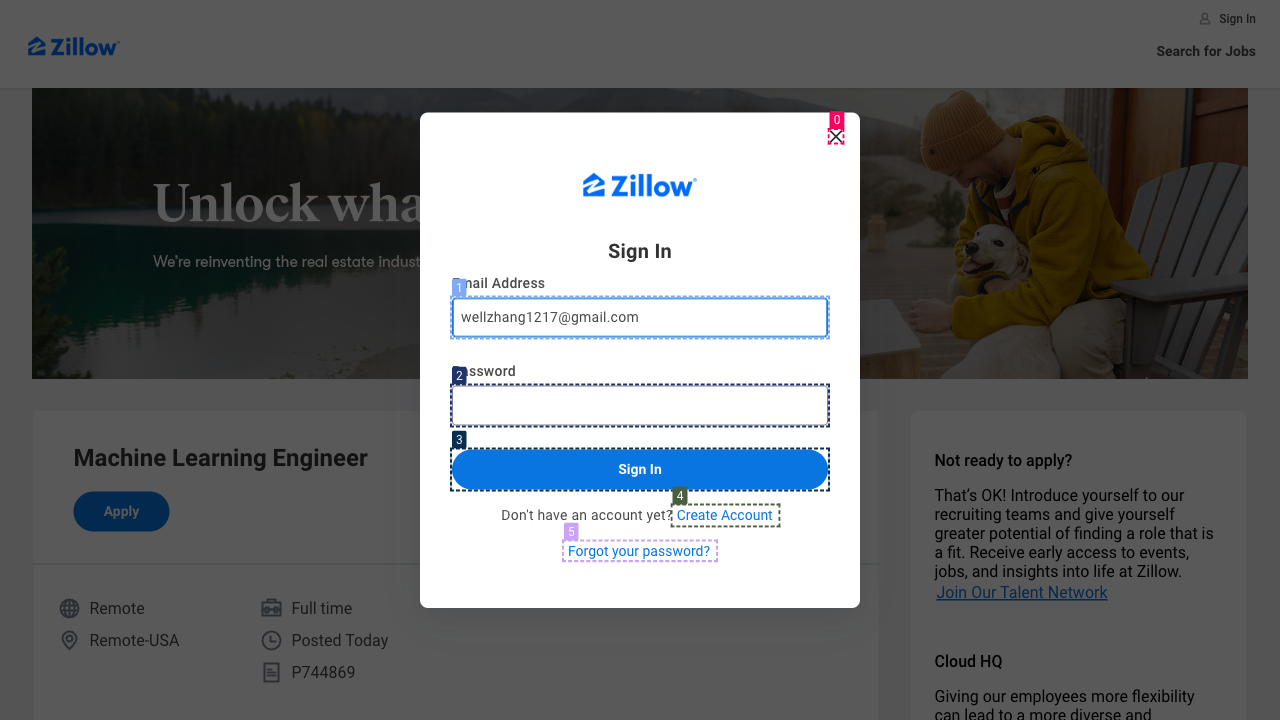 Sign In
Zillow
Search for Jobs
0
Zillow
Unlock wha
Sign In
We're reinventing the real estate indust
mail Address
1
wellzhang1217@gmail.com
ssword
2
3
Sign In
Machine Learning Engineer
Not ready to apply?
4
Apply
Don't have an account yet? Create Account
That's OK! Introduce yourself to our
recruiting teams and give yourself
greater potential of finding a role that is
a fit. Receive early access to events,
jobs, and insights into life at Zillow.
Join Our Talent Network
5
Forgot your password?
Remote
Full time
Remote-USA
Posted Today
P744869
Cloud HQ
Giving our employees more flexibility
can lead to a more diverse and